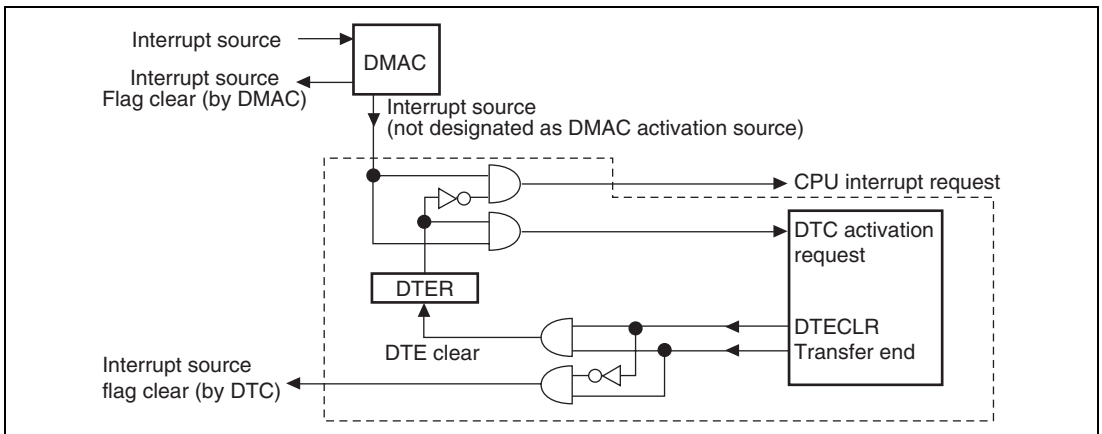 Interrupt source
DMAC
Interrupt source
Flag clear (by DMAC)
Interrupt source
(not designated as DMAC activation source)
CPU interrupt request
DTC activation
request
DTER
DTECLR
DTE clear
Transfer end
Interrupt source
flag clear (by DTC)